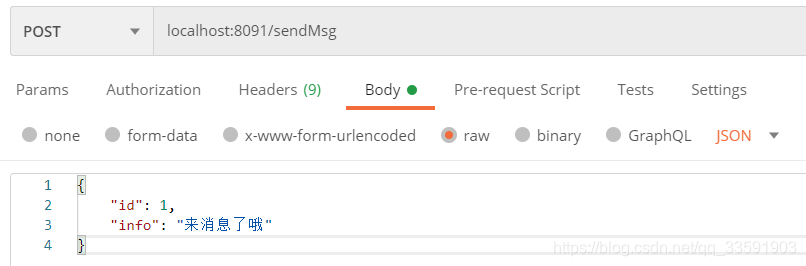 POST localhost:8091/sendMsg
Params Authorization Headers (9) Body Pre-request Script Tests Settings
none form-data x-www-form-urlencoded raw binary GraphQL JSON
1 {
2 "id": 1,
3 "info": "来消息了哦"
4 }
https://blog.csdn.net/qq_33591903